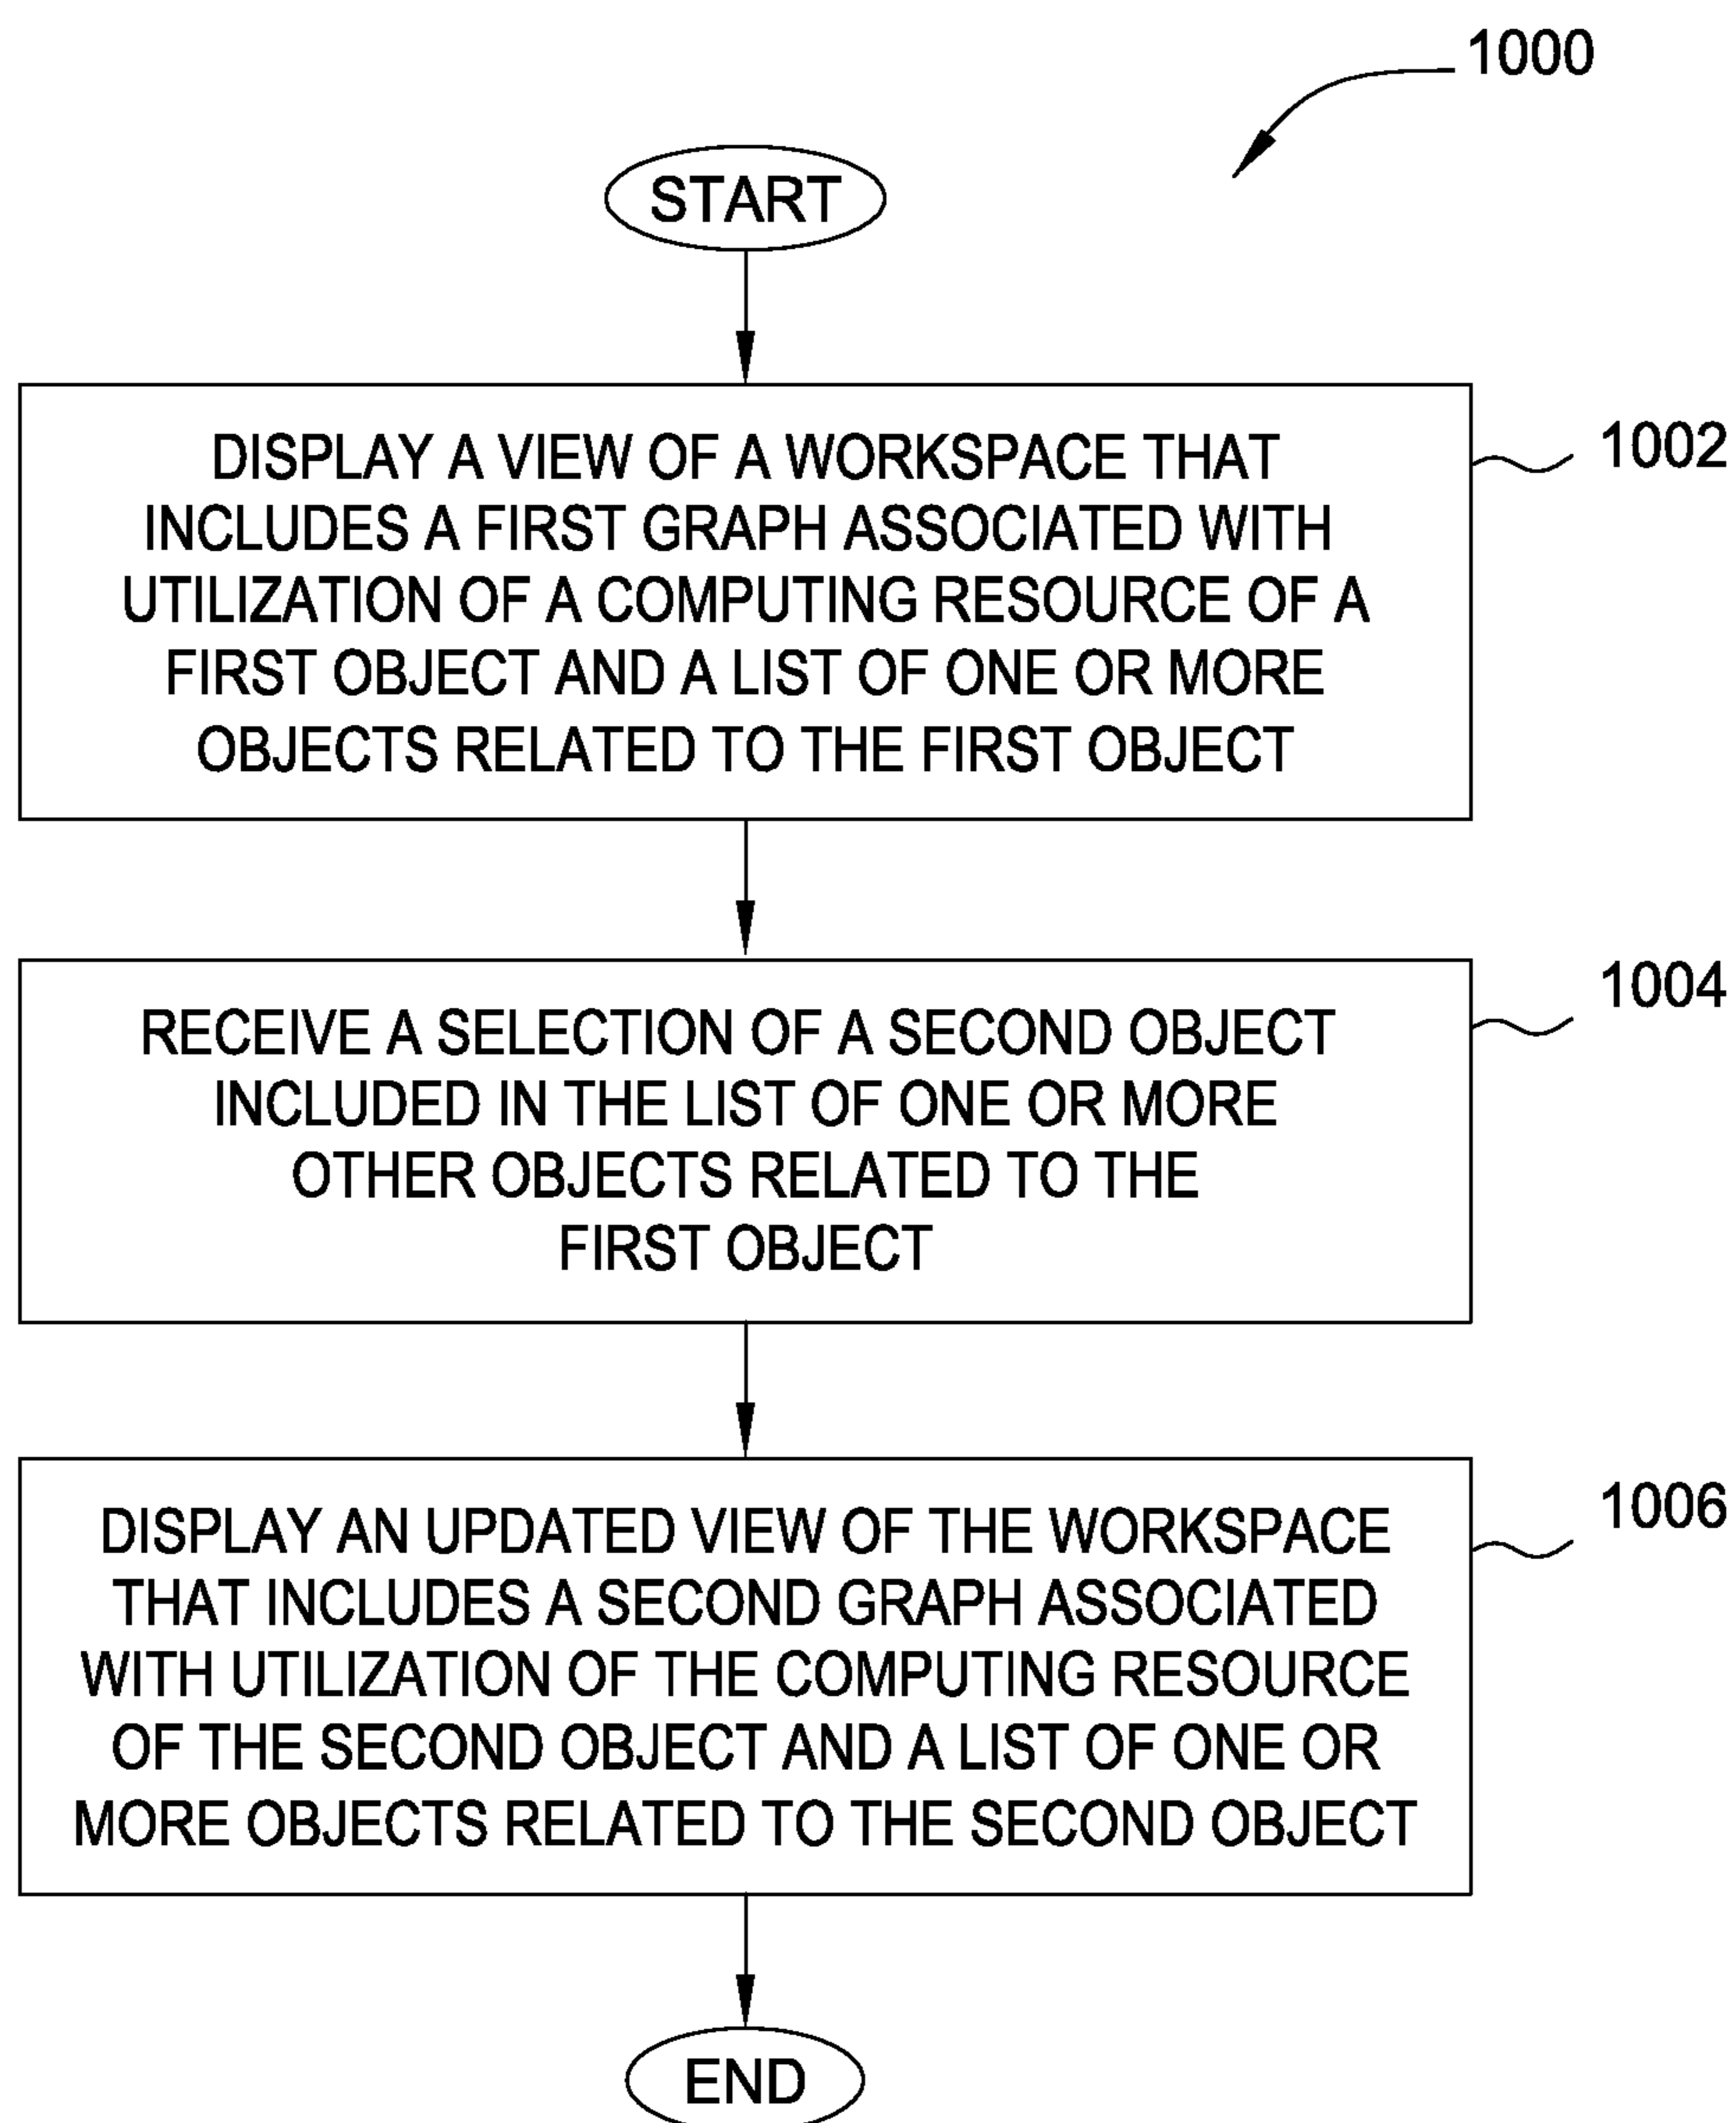 1000
START
DISPLAY A VIEW OF A WORKSPACE THAT
INCLUDES A FIRST GRAPH ASSOCIATED WITH
UTILIZATION OF A COMPUTING RESOURCE OF A
FIRST OBJECT AND A LIST OF ONE OR MORE
OBJECTS RELATED TO THE FIRST OBJECT
1002
RECEIVE A SELECTION OF A SECOND OBJECT
INCLUDED IN THE LIST OF ONE OR MORE
OTHER OBJECTS RELATED TO THE
FIRST OBJECT
1004
DISPLAY AN UPDATED VIEW OF THE WORKSPACE
THAT INCLUDES A SECOND GRAPH ASSOCIATED
WITH UTILIZATION OF THE COMPUTING RESOURCE
OF THE SECOND OBJECT AND A LIST OF ONE OR
MORE OBJECTS RELATED TO THE SECOND OBJECT
1006
END